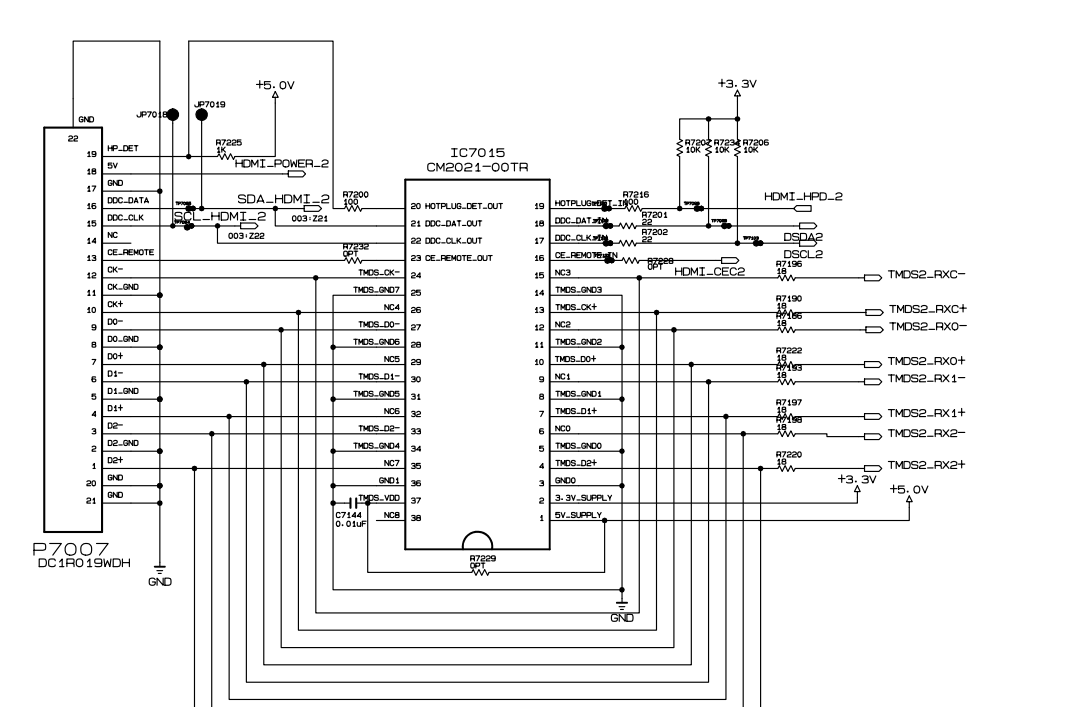 GND
22
19 HP_DET
18 5V
17 GND
16 DDC_DATA
15 DDC_CLK
14 NC
13 CE_REMOTE
12 CK-
11 CK_GND
10 CK+
9 D0-
8 D0_GND
7 D0+
6 D1-
5 D1_GND
4 D1+
3 D2-
2 D2_GND
1 D2+
20 GND
21 GND
P7007
DC1R019WDH
GND
JP7018
JP7019
+5.0V
R7225
1K
HDMI_POWER_2
SDA_HDMI_2
003:Z21
SCL_HDMI_2
003:Z22
R7200
100
R7232
OPT
IC7015
CM2021-00TR
20 HOTPLUG_DET_OUT
21 DDC_DAT_OUT
22 DDC_CLK_OUT
23 CE_REMOTE_OUT
TMDS_CK- 24
TMDS_GND7 25
NC4 26
TMDS_D0- 27
TMDS_GND6 28
NC5 29
TMDS_D1- 30
TMDS_GND5 31
NC6 32
TMDS_D2- 33
TMDS_GND4 34
NC7 35
GND1 36
TMDS_VDD 37
NC8 38
C7144
0.01uF
R7229
OPT
19 HOTPLUG_DET_IN
18 DDC_DAT_IN
17 DDC_CLK_IN
16 CE_REMOTE_IN
15 NC3
14 TMDS_GND3
13 TMDS_CK+
12 NC2
11 TMDS_GND2
10 TMDS_D0+
9 NC1
8 TMDS_GND1
7 TMDS_D1+
6 NC0
5 TMDS_GND0
4 TMDS_D2+
3 GND0
2 3.3V_SUPPLY
1 5V_SUPPLY
GND
+3.3V
10K
10K
R7206
10K
R7216
100
R7201
22
R7202
22
OPT
HDMI_HPD_2
DSDA2
DSCL2
HDMI_CEC2
R7196
18
TMDS2_RXC-
R7190
18
TMDS2_RXC+
18
TMDS2_RX0-
R7222
18
TMDS2_RX0+
R7193
18
TMDS2_RX1-
R7197
18
TMDS2_RX1+
18
TMDS2_RX2-
R7220
18
TMDS2_RX2+
+3.3V
+5.0V